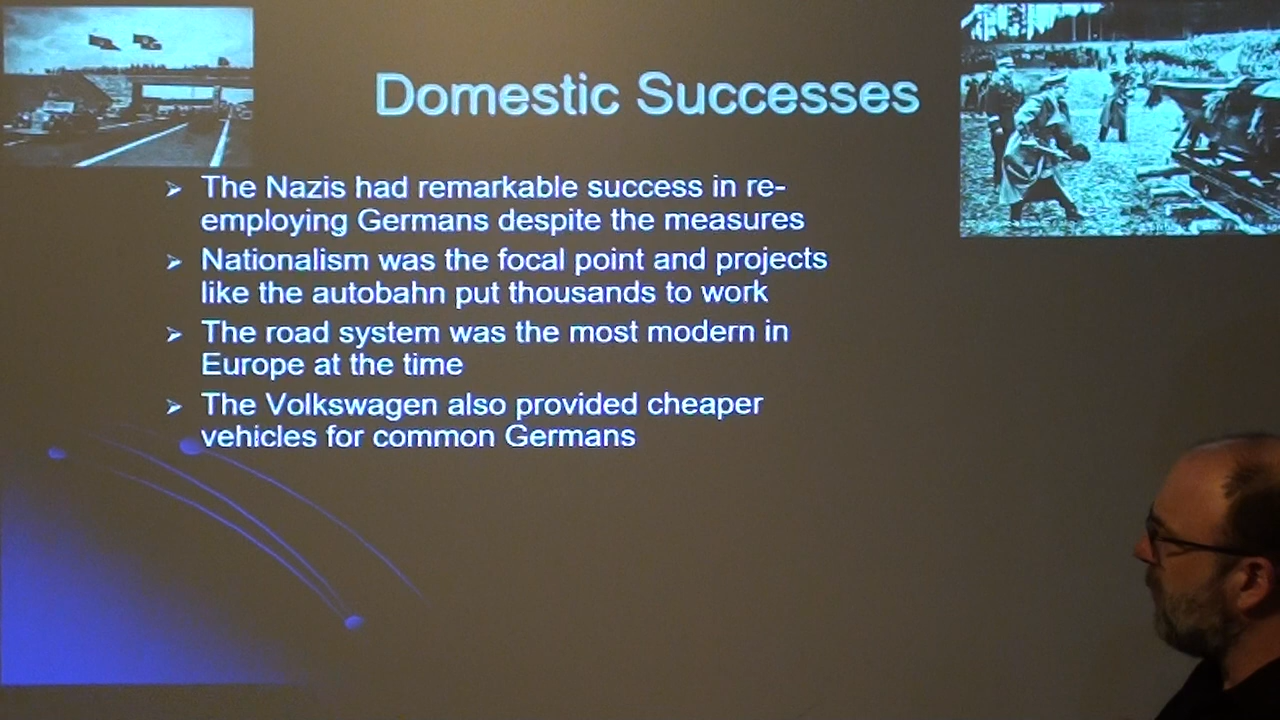 Domestic Successes
The Nazis had remarkable success in re-
employing Germans despite the measures
Nationalism was the focal point and projects
like the autobahn put thousands to work
The road system was the most modern in
Europe at the time
The Volkswagen also provided cheaper
vehicles for common Germans